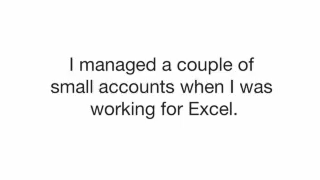 I managed a couple of
small accounts when I was
working for Excel.